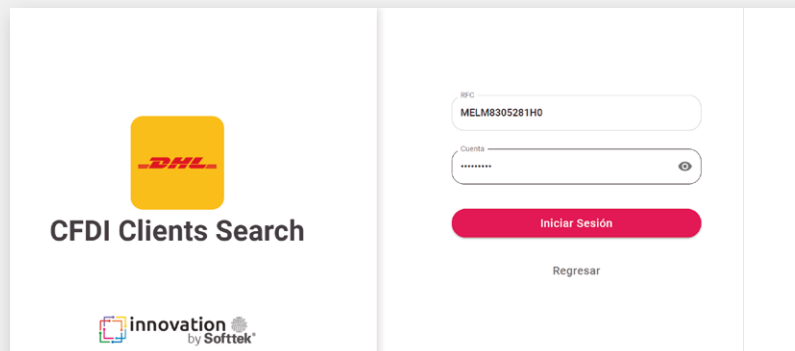 DHL
CFDI Clients Search
innovation
by Softtek
RFC
MELM8305281H0
Cuenta
•••••••••
Iniciar Sesión
Regresar